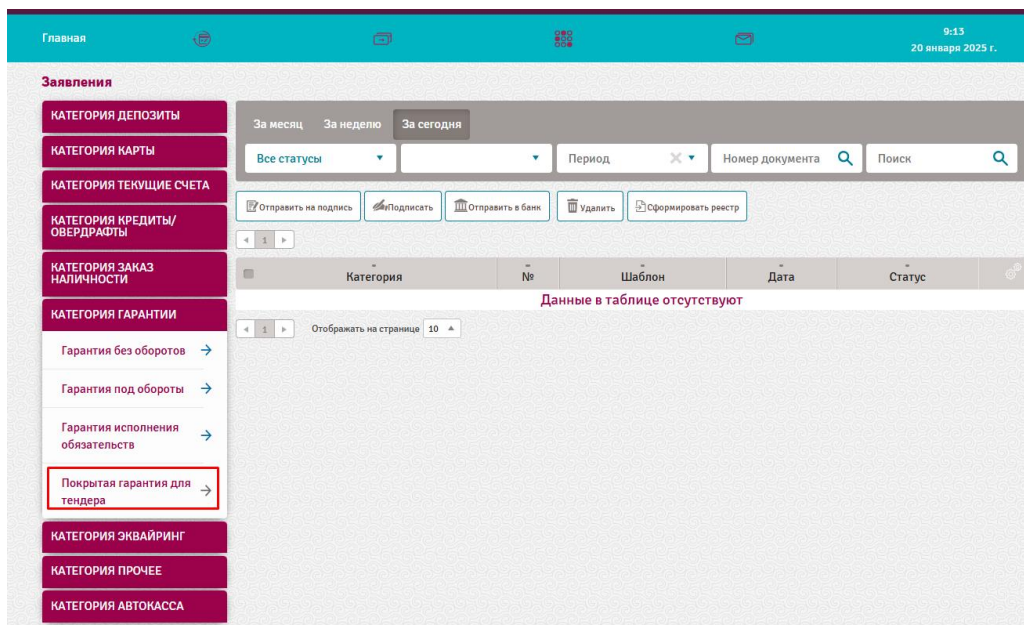 Главная
9:13
20 января 2025 г.
Заявления
КАТЕГОРИЯ ДЕПОЗИТЫ
КАТЕГОРИЯ КАРТЫ
КАТЕГОРИЯ ТЕКУЩИЕ СЧЕТА
КАТЕГОРИЯ КРЕДИТЫ/
ОВЕРДРАФТЫ
КАТЕГОРИЯ ЗАКАЗ
НАЛИЧНОСТИ
КАТЕГОРИЯ ГАРАНТИИ
Гарантия без оборотов
Гарантия под обороты
Гарантия исполнения
обязательств
Покрытая гарантия для
тендера
КАТЕГОРИЯ ЭКВАЙРИНГ
КАТЕГОРИЯ ПРОЧЕЕ
КАТЕГОРИЯ АВТОКАССА
За месяц За неделю За сегодня
Все статусы Период Номер документа Поиск
Отправить на подпись Подписать Отправить в банк Удалить Сформировать реестр
1
Категория № Шаблон Дата Статус
Данные в таблице отсутствуют
1 Отображать на странице 10